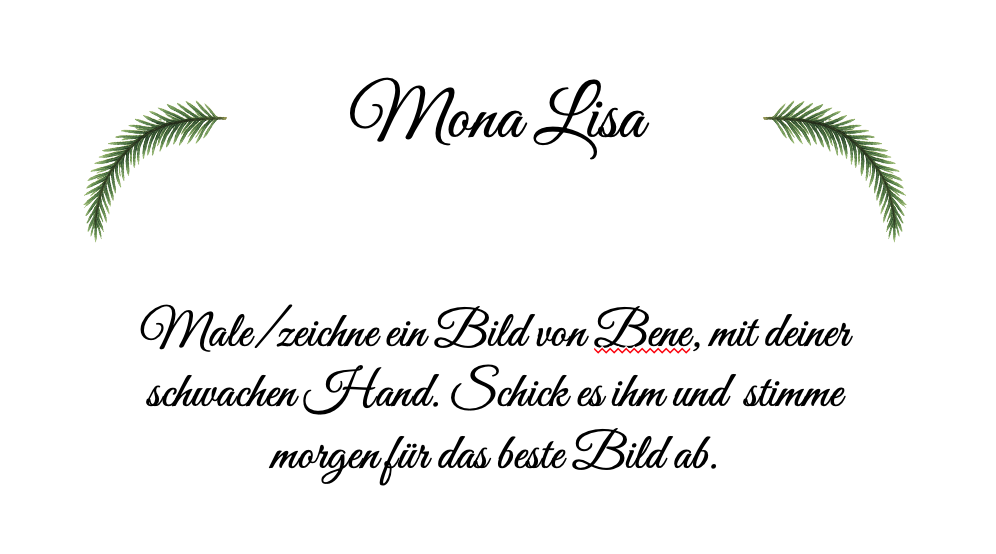 Mona Lisa
Male/zeichne ein Bild von Bene, mit deiner
schwachen Hand. Schick es ihm und stimme
morgen für das beste Bild ab.